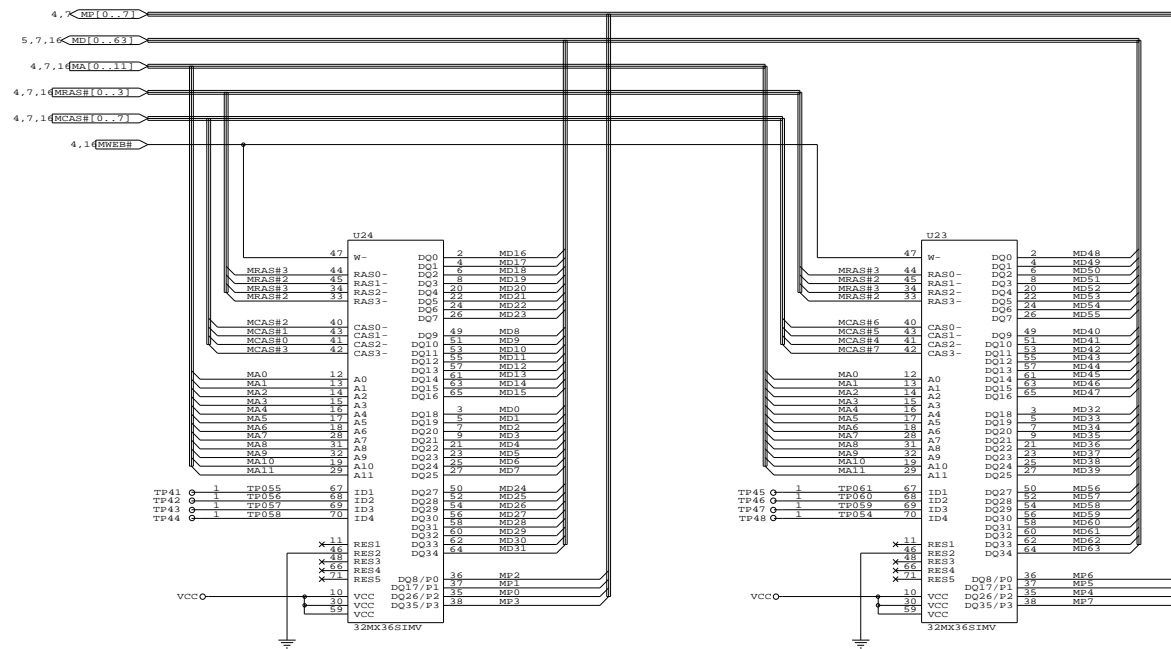 4,7 MP[0..7]
5,7,16 MD[0..63]
4,7,16 MA[0..11]
4,7,16 MRAS#[0..3]
4,7,16 MCAS#[0..7]
4,16 MWEB#
U24
47 W- DQ0 2 MD16
DQ1 4 MD17
MRAS#3 44 RAS0- DQ2 6 MD18
MRAS#2 45 RAS1- DQ3 8 MD19
MRAS#3 34 RAS2- DQ4 20 MD20
MRAS#2 33 RAS3- DQ5 22 MD21
DQ6 24 MD22
DQ7 26 MD23
MCAS#2 40 CAS0-
MCAS#1 43 CAS1- DQ9 49 MD8
MCAS#0 41 CAS2- DQ10 51 MD9
MCAS#3 42 CAS3- DQ11 53 MD10
DQ12 55 MD11
DQ13 57 MD12
MA0 12 A0 DQ14 61 MD13
MA1 13 A1 DQ15 63 MD14
MA2 14 A2 DQ16 65 MD15
MA3 15 A3
MA4 16 A4 DQ18 3 MD0
MA5 17 A5 DQ19 5 MD1
MA6 18 A6 DQ20 7 MD2
MA7 28 A7 DQ21 9 MD3
MA8 31 A8 DQ22 21 MD4
MA9 32 A9 DQ23 23 MD5
MA10 19 A10 DQ24 25 MD6
MA11 29 A11 DQ25 27 MD7
TP41 1 TP055 67 ID1 DQ27 50 MD24
TP42 1 TP056 68 ID2 DQ28 52 MD25
TP43 1 TP057 69 ID3 DQ29 54 MD26
TP44 1 TP058 70 ID4 DQ30 56 MD27
DQ31 58 MD28
DQ32 60 MD29
11 RES1 DQ33 62 MD30
46 RES2 DQ34 64 MD31
48 RES3
66 RES4
71 RES5 DQ8/P0 36 MP2
DQ17/P1 37 MP1
VCC 10 VCC DQ26/P2 35 MP0
30 VCC DQ35/P3 38 MP3
59 VCC
32MX36SIMV
U23
47 W- DQ0 2 MD48
DQ1 4 MD49
MRAS#3 44 RAS0- DQ2 6 MD50
MRAS#2 45 RAS1- DQ3 8 MD51
MRAS#3 34 RAS2- DQ4 20 MD52
MRAS#2 33 RAS3- DQ5 22 MD53
DQ6 24 MD54
DQ7 26 MD55
MCAS#6 40 CAS0-
MCAS#5 43 CAS1- DQ9 49 MD40
MCAS#4 41 CAS2- DQ10 51 MD41
MCAS#7 42 CAS3- DQ11 53 MD42
DQ12 55 MD43
DQ13 57 MD44
MA0 12 A0 DQ14 61 MD45
MA1 13 A1 DQ15 63 MD46
MA2 14 A2 DQ16 65 MD47
MA3 15 A3
MA4 16 A4 DQ18 3 MD32
MA5 17 A5 DQ19 5 MD33
MA6 18 A6 DQ20 7 MD34
MA7 28 A7 DQ21 9 MD35
MA8 31 A8 DQ22 21 MD36
MA9 32 A9 DQ23 23 MD37
MA10 19 A10 DQ24 25 MD38
MA11 29 A11 DQ25 27 MD39
TP45 1 TP061 67 ID1 DQ27 50 MD56
TP46 1 TP060 68 ID2 DQ28 52 MD57
TP47 1 TP059 69 ID3 DQ29 54 MD58
TP48 1 TP054 70 ID4 DQ30 56 MD59
DQ31 58 MD60
DQ32 60 MD61
11 RES1 DQ33 62 MD62
46 RES2 DQ34 64 MD63
48 RES3
66 RES4
71 RES5 DQ8/P0 36 MP6
DQ17/P1 37 MP5
VCC 10 VCC DQ26/P2 35 MP4
30 VCC DQ35/P3 38 MP7
59 VCC
32MX36SIMV